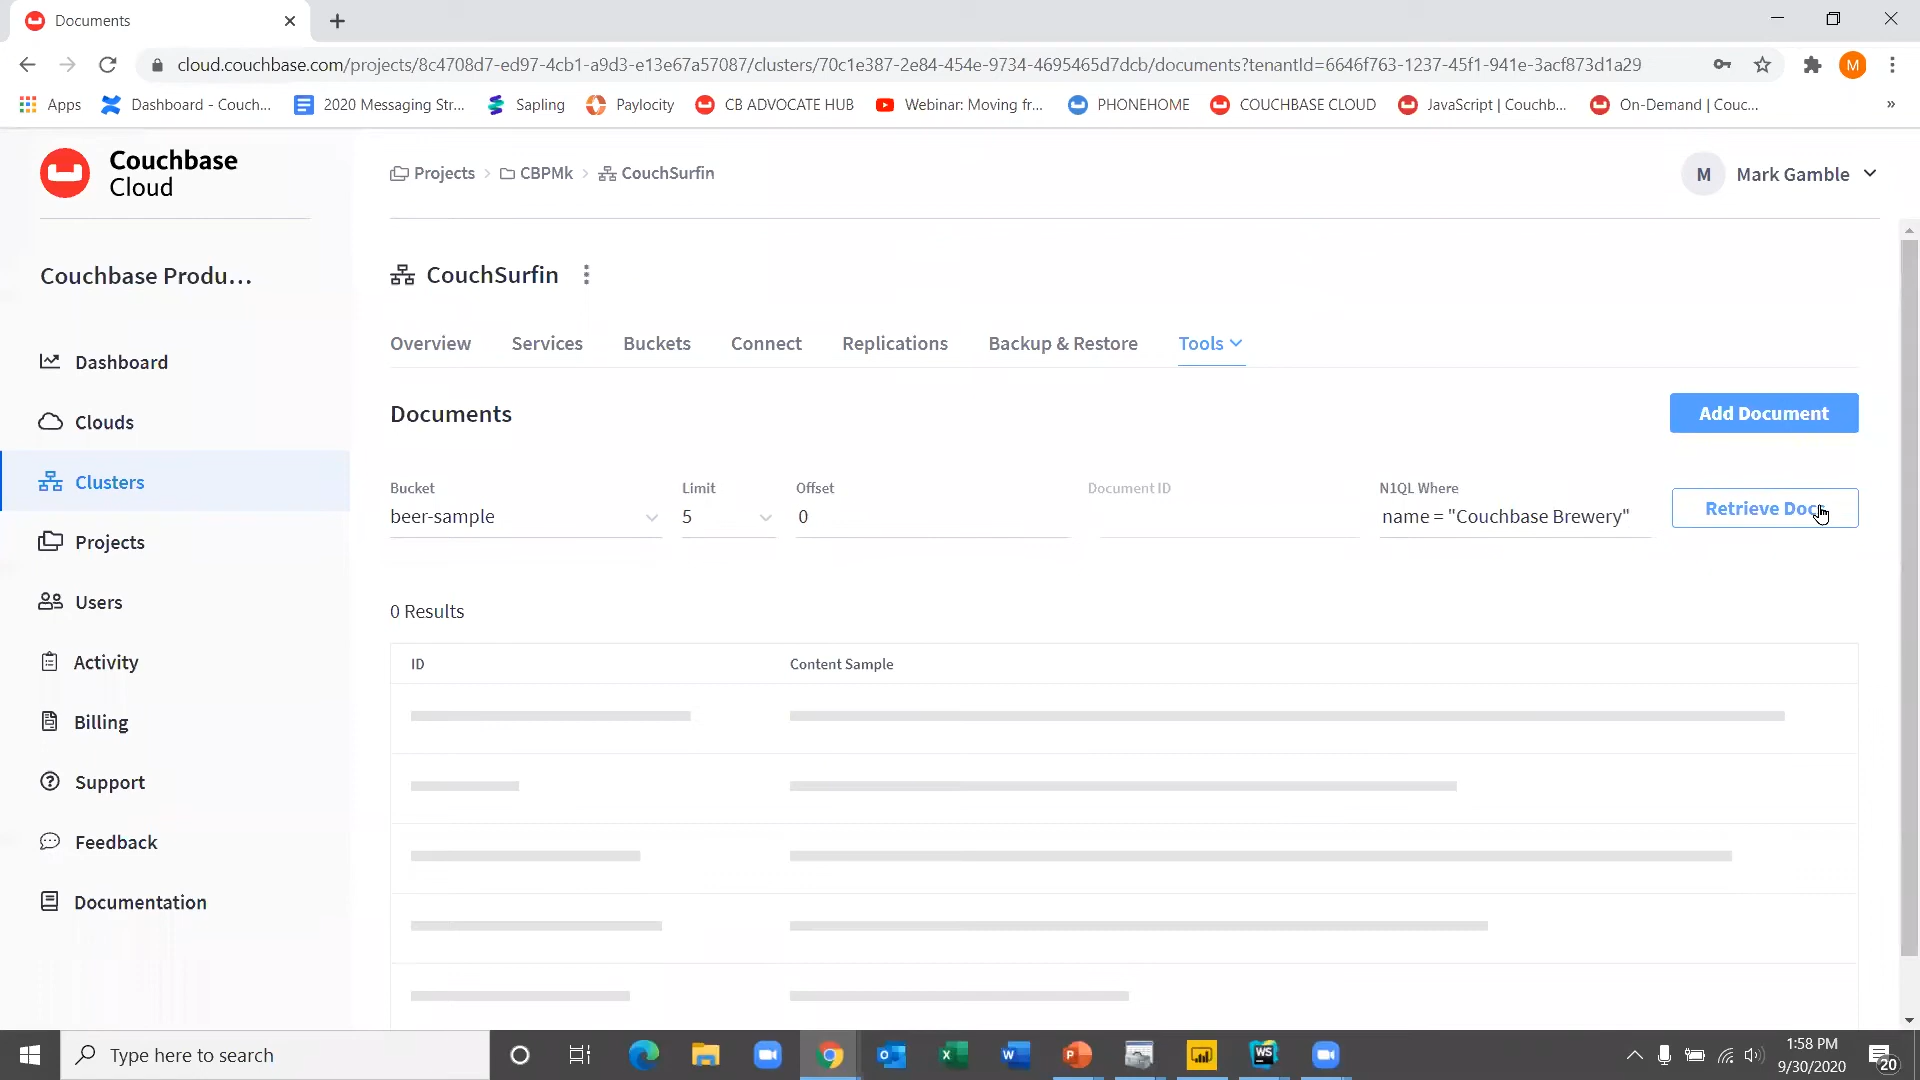 Documents
cloud.couchbase.com/projects/8c4708d7-ed97-4cb1-a9d3-e13e67a57087/clusters/70c1e387-2e84-454e-9734-4695465d7dcb/documents?tenantId=6646f763-1237-45f1-941e-3acf873d1a29
M
Apps Dashboard - Couch... 2020 Messaging Str... Sapling Paylocity CB ADVOCATE HUB Webinar: Moving fr... PHONEHOME COUCHBASE CLOUD JavaScript | Couchb... On-Demand | Couc... »
Couchbase
Cloud
Projects > CBPMk > CouchSurfin
M Mark Gamble
Couchbase Produ...
CouchSurfin
Overview Services Buckets Connect Replications Backup & Restore Tools
Dashboard
Clouds
Clusters
Projects
Users
Activity
Billing
Support
Feedback
Documentation
Documents
Add Document
Bucket Limit Offset Document ID N1QL Where
beer-sample 5 0 name = "Couchbase Brewery"
Retrieve Doc
0 Results
ID Content Sample
Type here to search
WS
1:58 PM
9/30/2020
20